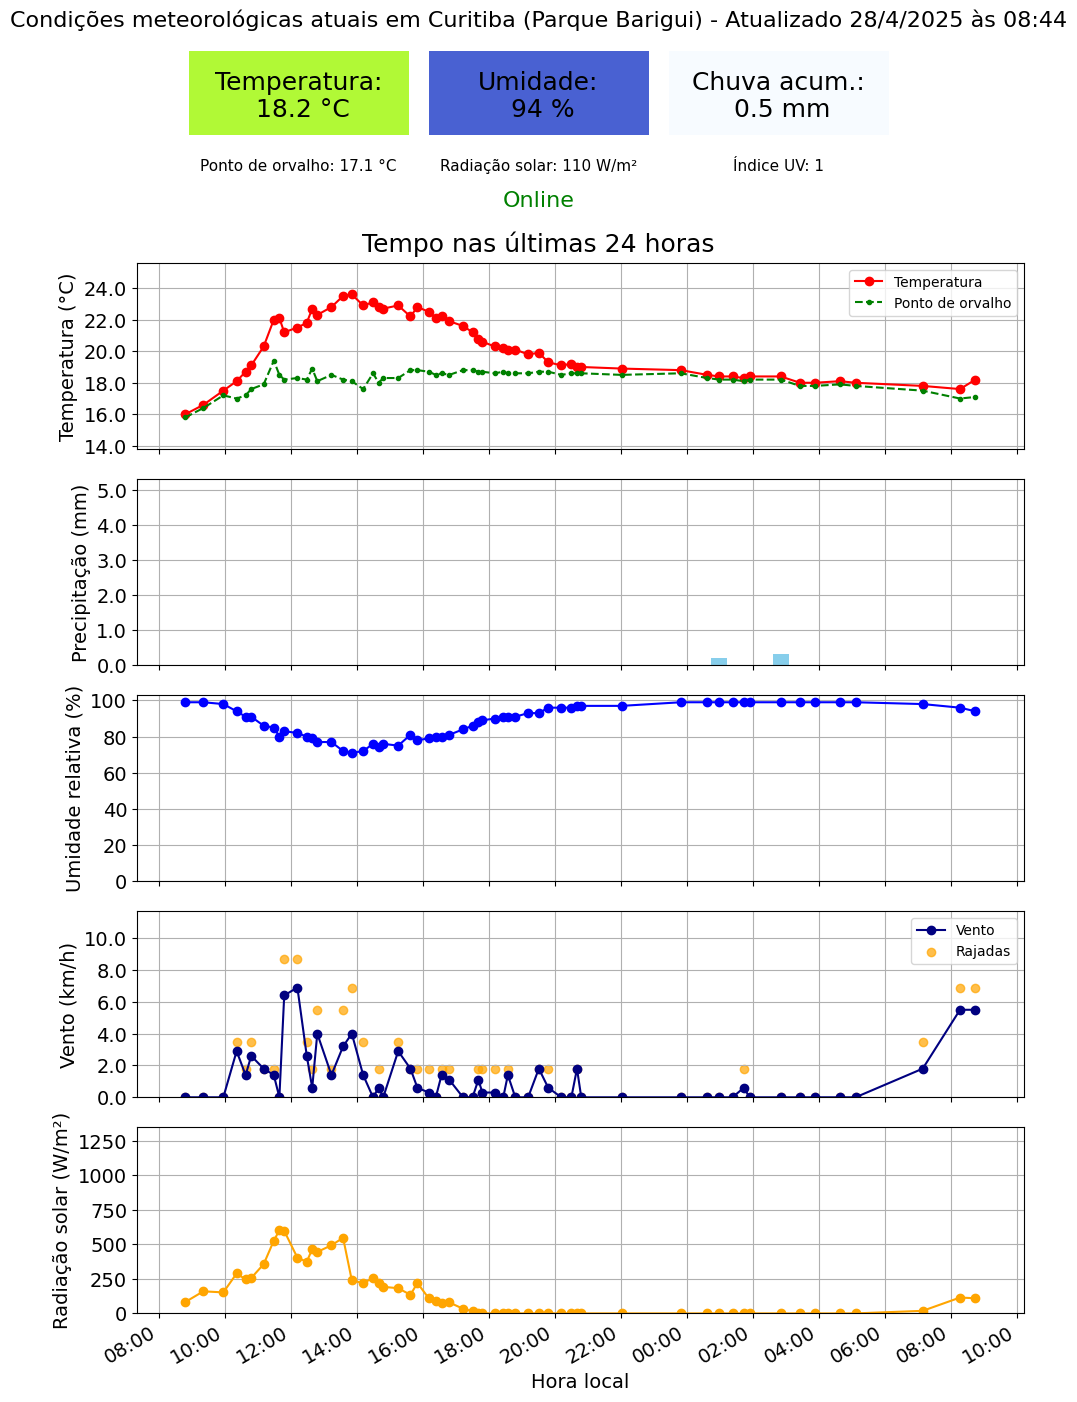 Condições meteorológicas atuais em Curitiba (Parque Barigui) - Atualizado 28/4/2025 às 08:44
Temperatura:
18.2 °C
Umidade:
94 %
Chuva acum.:
0.5 mm
Ponto de orvalho: 17.1 °C
Radiação solar: 110 W/m²
Índice UV: 1
Online
Tempo nas últimas 24 horas
Temperatura (°C)
24.0
22.0
20.0
18.0
16.0
14.0
Temperatura
Ponto de orvalho
Precipitação (mm)
5.0
4.0
3.0
2.0
1.0
0.0
Umidade relativa (%)
100
80
60
40
20
0
Vento (km/h)
10.0
8.0
6.0
4.0
2.0
0.0
Vento
Rajadas
Radiação solar (W/m²)
1250
1000
750
500
250
0
08:00
10:00
12:00
14:00
16:00
18:00
20:00
22:00
00:00
02:00
04:00
06:00
08:00
10:00
Hora local